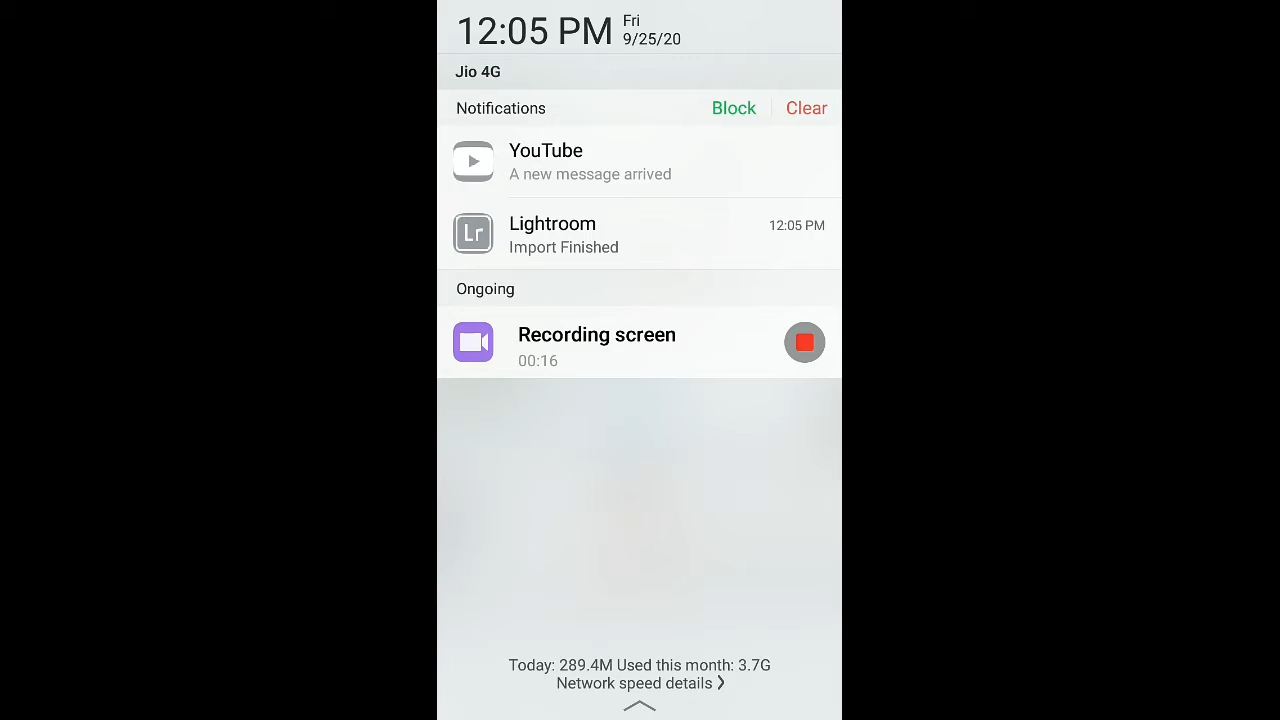 12:05 PM
Fri
9/25/20
Jio 4G
Notifications
Block
Clear
YouTube
A new message arrived
Lr
Lightroom
12:05 PM
Import Finished
Ongoing
Recording screen
00:16
Today: 289.4M Used this month: 3.7G
Network speed details ❯